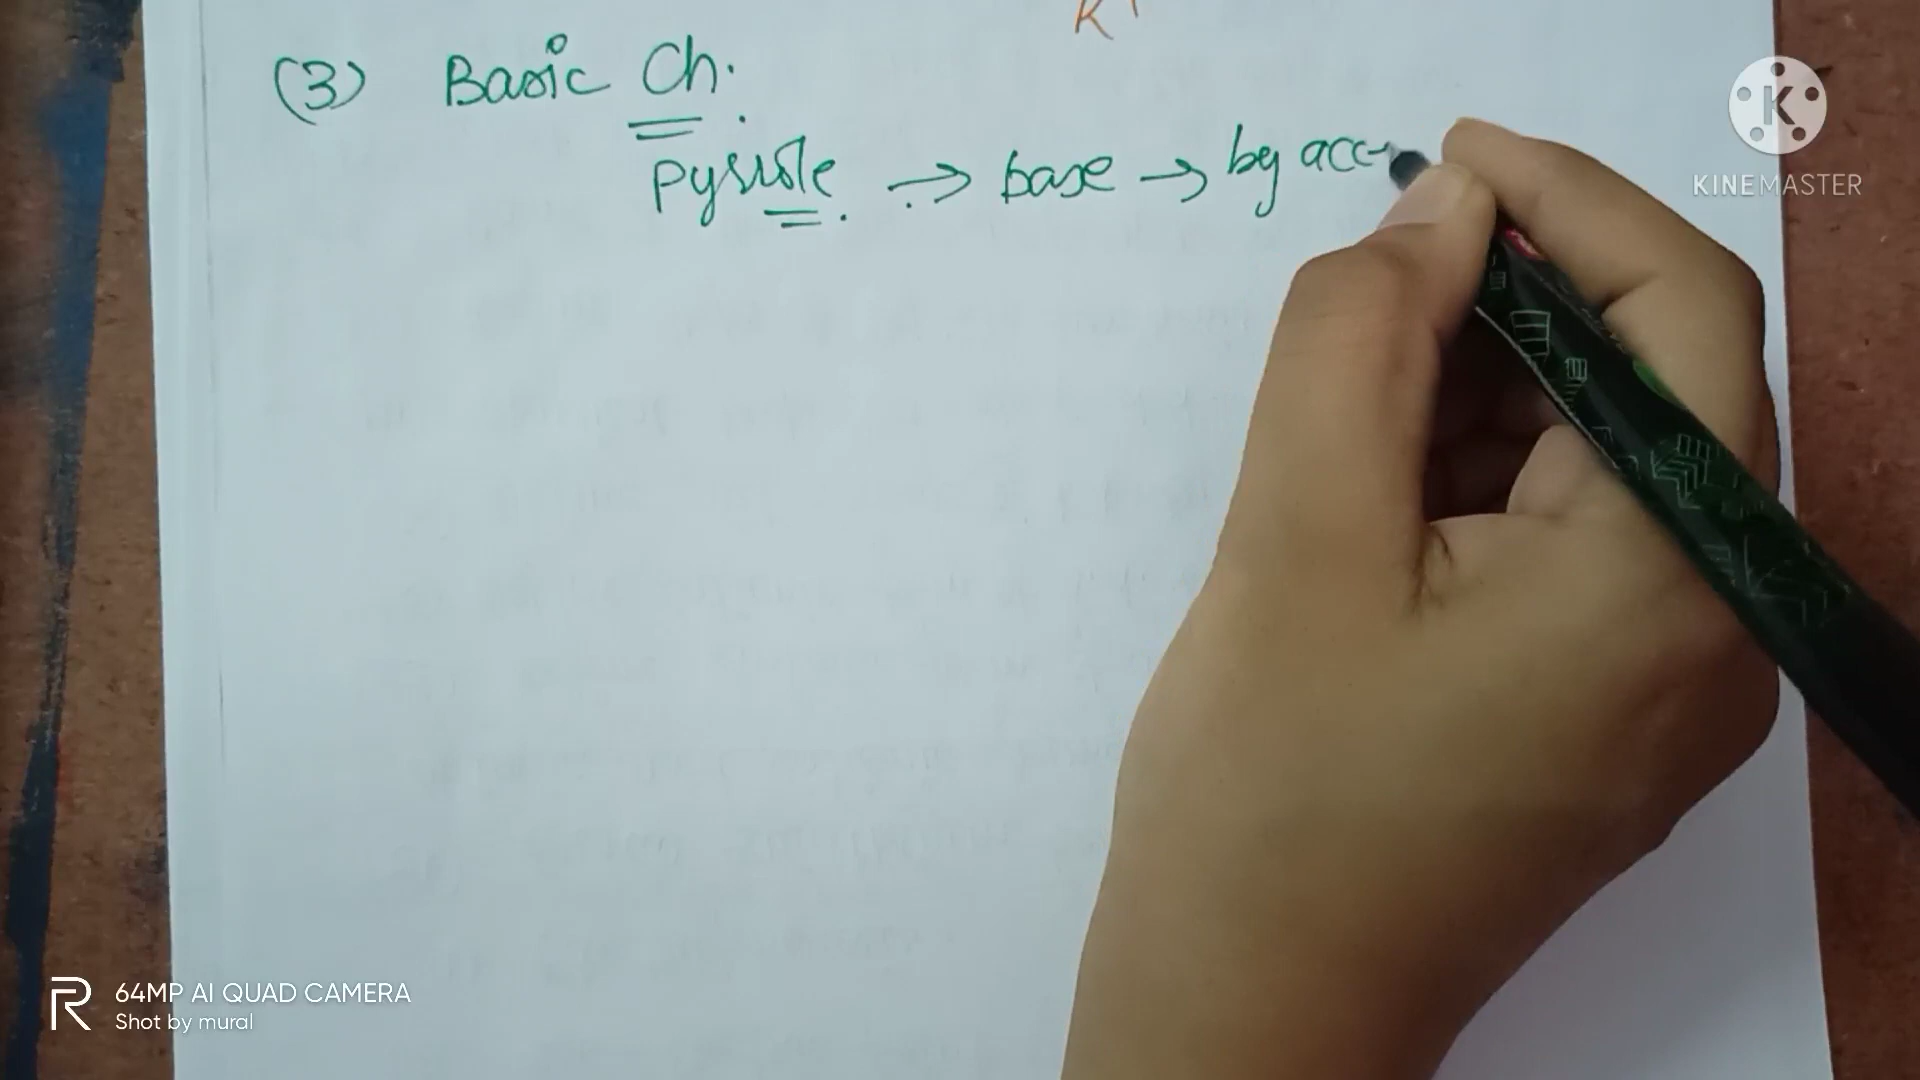 (3) Basic Ch.
pyrrole → base → by acc
KINEMASTER
64MP AI QUAD CAMERA
Shot by mural